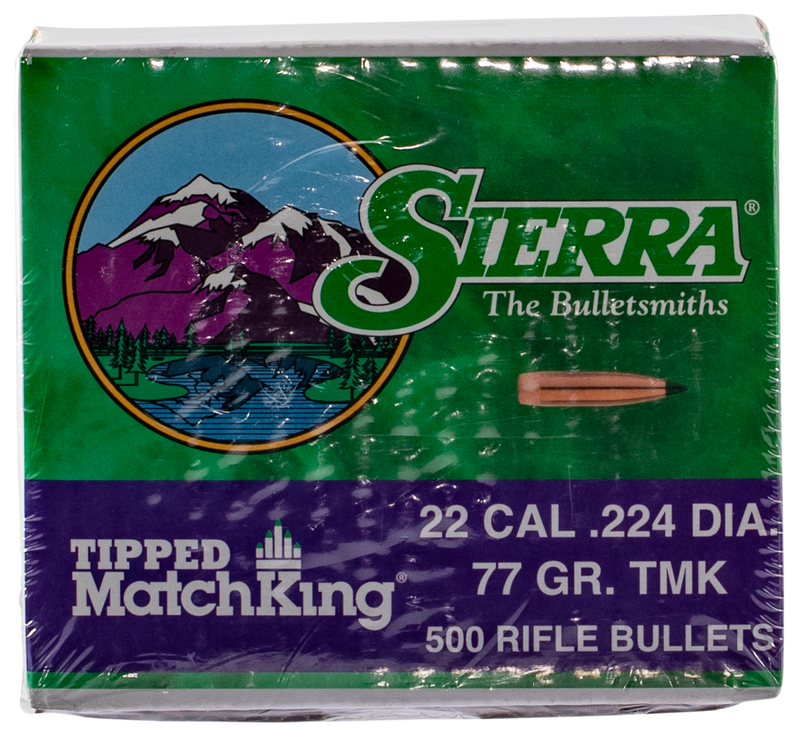 SIERRA®
The Bulletsmiths
22 CAL .224 DIA.
77 GR. TMK
500 RIFLE BULLETS
TIPPED
MatchKing®